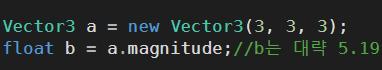 Vector3 a = new Vector3(3, 3, 3);
float b = a.magnitude;//b는 대략 5.19